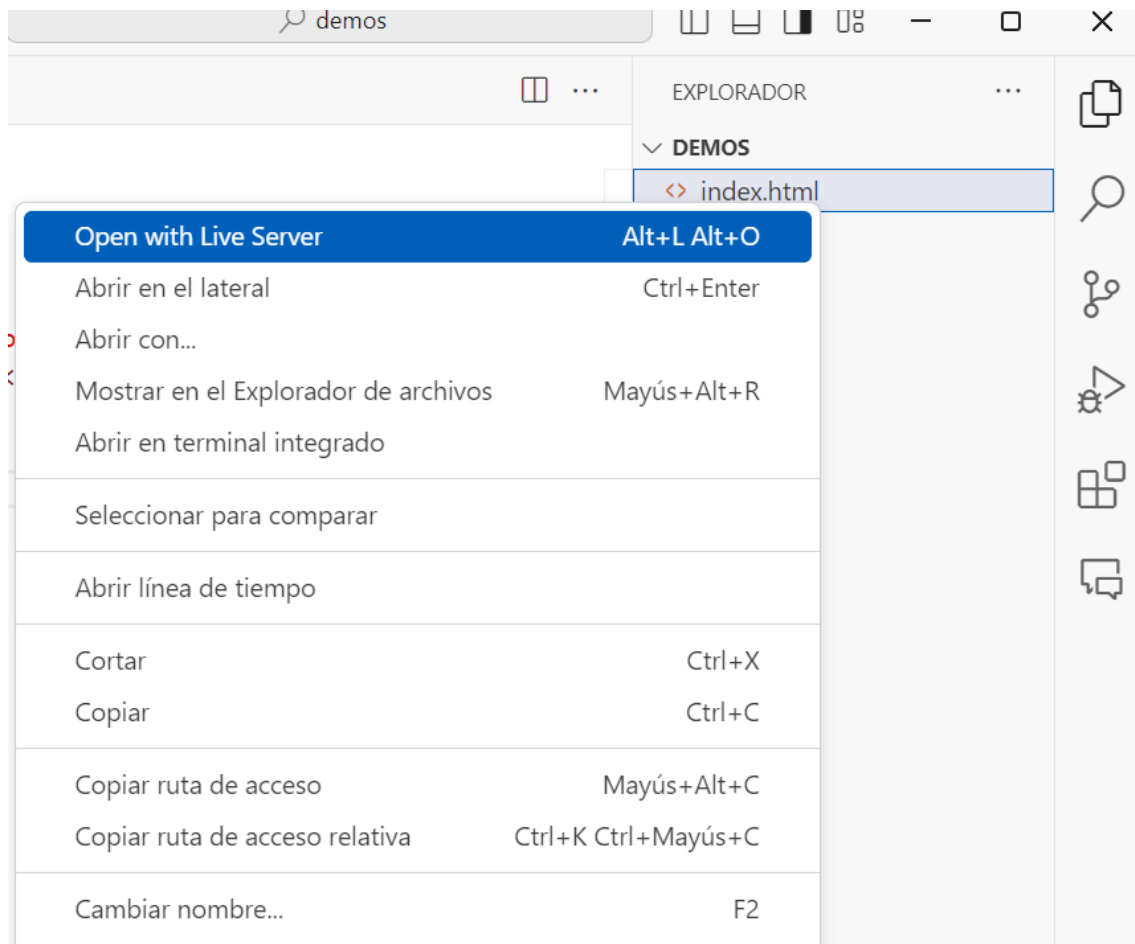 demos
EXPLORADOR
DEMOS
<> index.html
Open with Live Server Alt+L Alt+O
Abrir en el lateral Ctrl+Enter
Abrir con...
Mostrar en el Explorador de archivos Mayús+Alt+R
Abrir en terminal integrado
Seleccionar para comparar
Abrir línea de tiempo
Cortar Ctrl+X
Copiar Ctrl+C
Copiar ruta de acceso Mayús+Alt+C
Copiar ruta de acceso relativa Ctrl+K Ctrl+Mayús+C
Cambiar nombre... F2